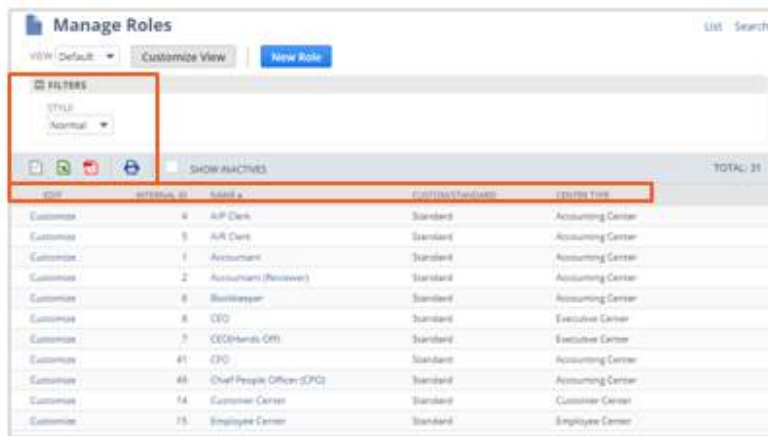 Manage Roles
List Search
VIEW Default Customize View New Role
FILTERS
STYLE
Normal
SHOW INACTIVES TOTAL: 31
EDIT INTERNAL ID NAME CUSTOM/STANDARD CENTER TYPE
Customize 4 A/P Clerk Standard Accounting Center
Customize 5 A/R Clerk Standard Accounting Center
Customize 1 Accountant Standard Accounting Center
Customize 2 Accountant (Reviewer) Standard Accounting Center
Customize 6 Bookkeeper Standard Accounting Center
Customize 8 CEO Standard Executive Center
Customize 7 CEO(Hands Off) Standard Executive Center
Customize 41 CFO Standard Accounting Center
Customize 49 Chief People Officer (CPO) Standard Accounting Center
Customize 14 Customer Center Standard Customer Center
Customize 15 Employee Center Standard Employee Center